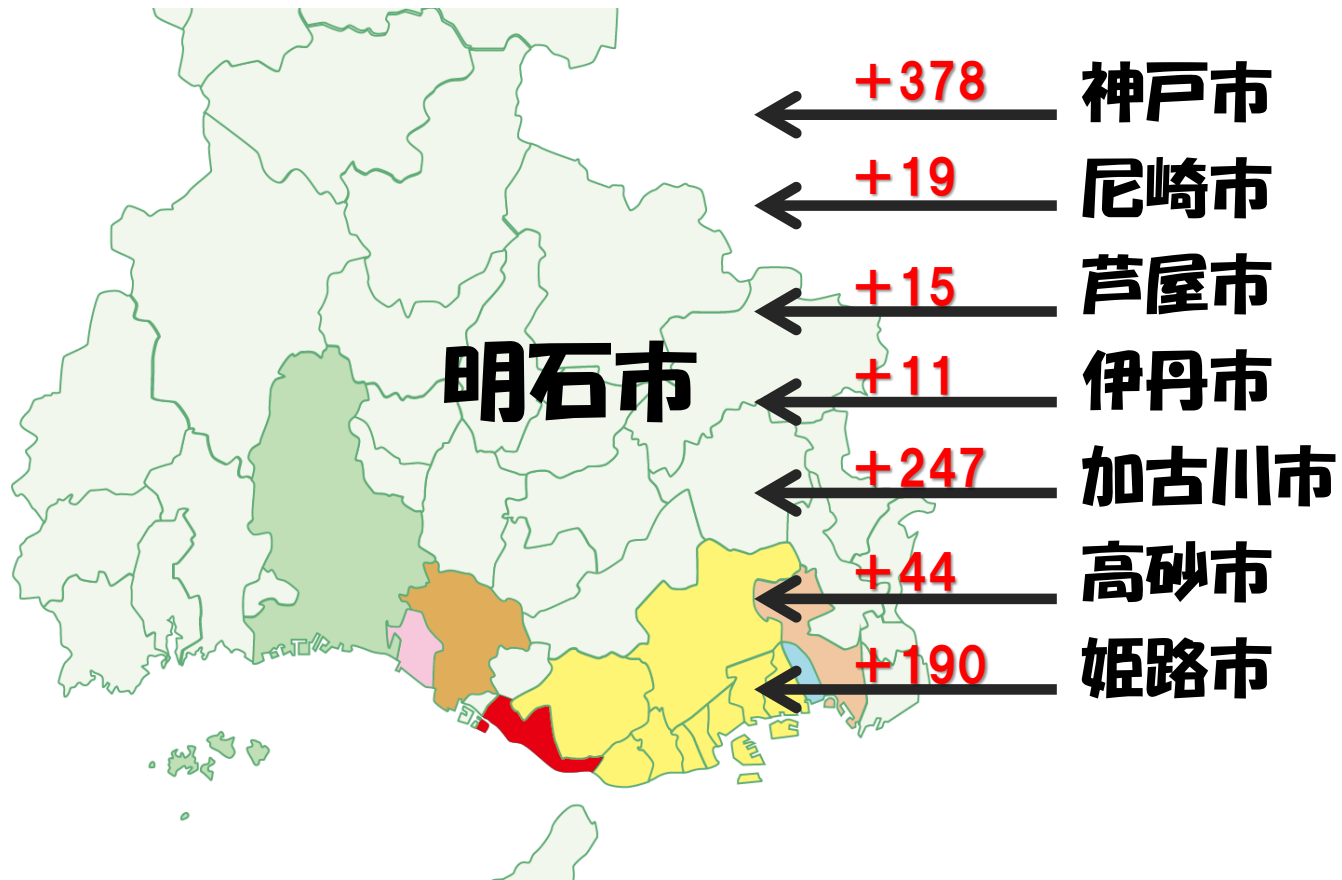 +378 神戸市
+19 尼崎市
+15 芦屋市
明石市
+11 伊丹市
+247 加古川市
+44 高砂市
+190 姫路市